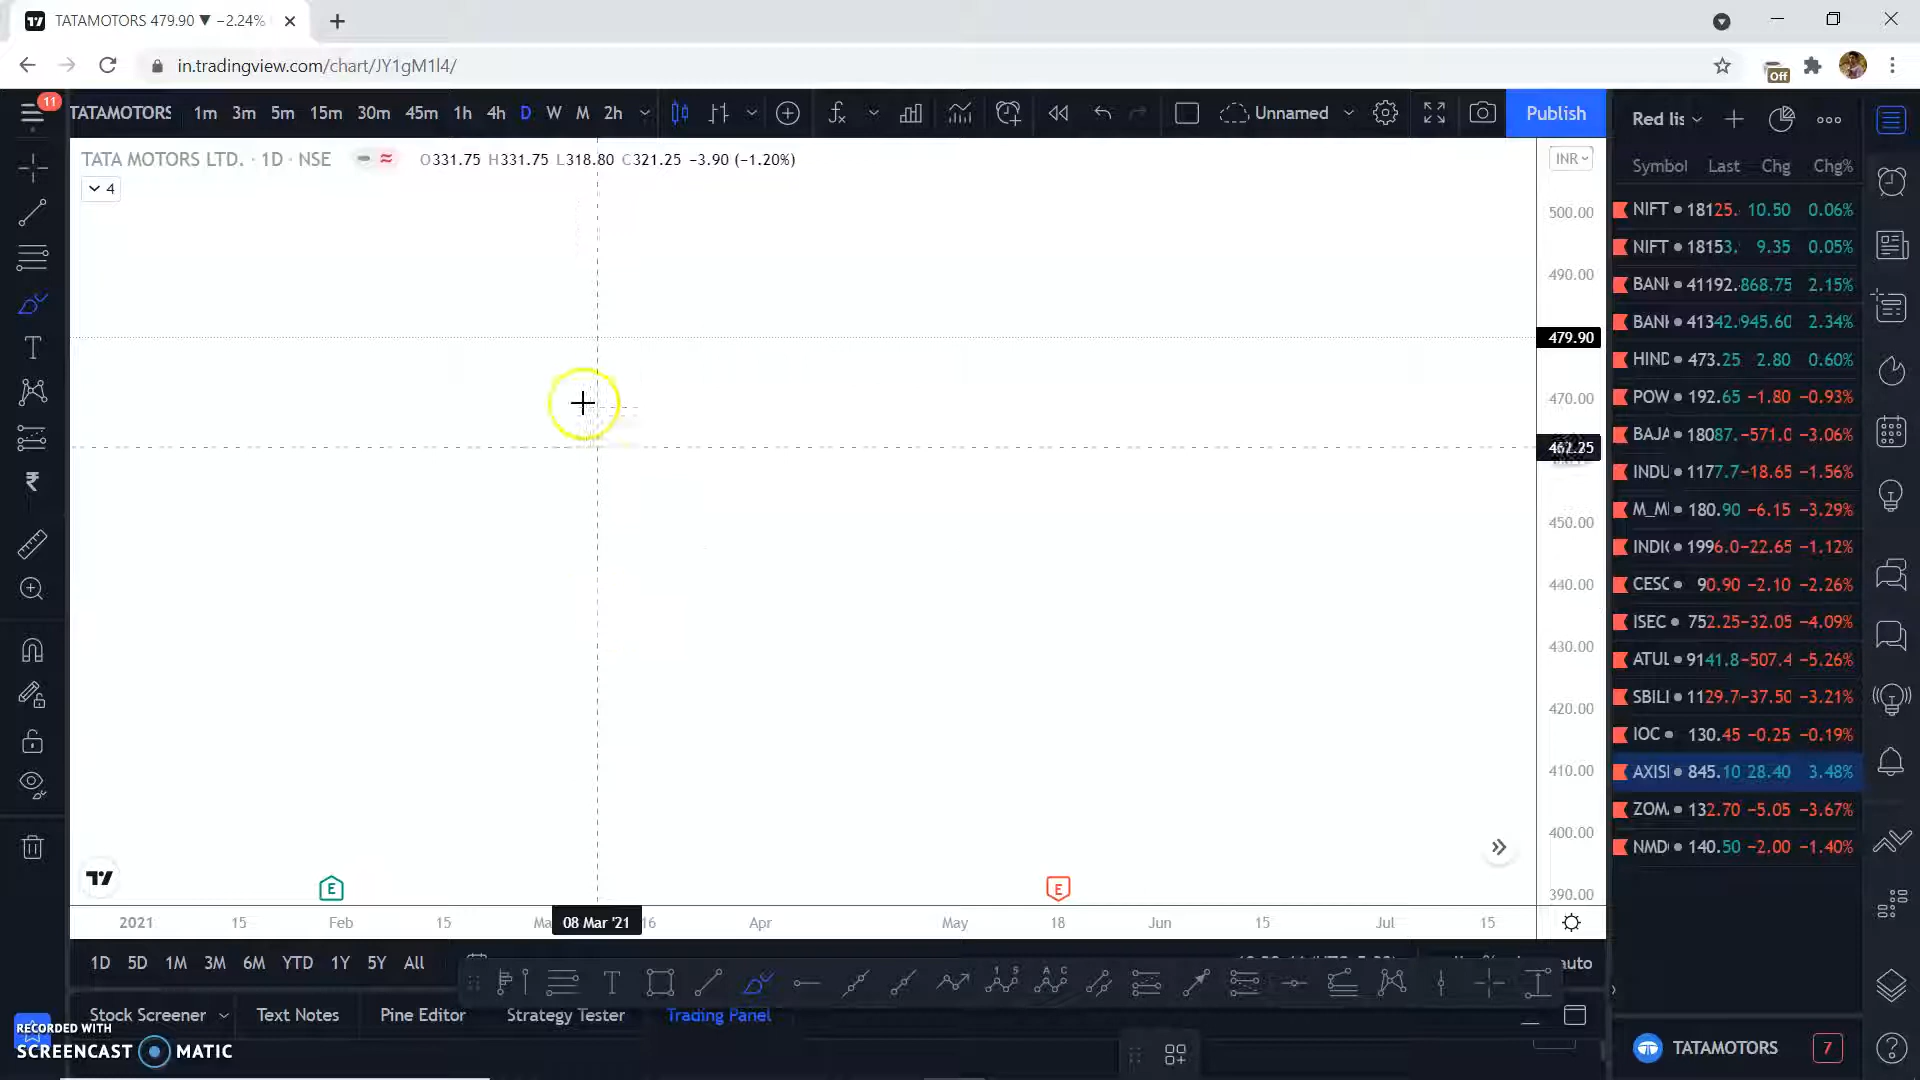 TATAMOTORS 479.90 ▼ −2.24%
in.tradingview.com/chart/JY1gM1l4/
Off
11
TATAMOTORS 1m 3m 5m 15m 30m 45m 1h 4h D W M 2h Unnamed Publish
Red lis
TATA MOTORS LTD. · 1D · NSE O331.75 H331.75 L318.80 C321.25 −3.90 (−1.20%)
INR
4
Symbol Last Chg Chg%
500.00
490.00
479.90
470.00
462.25
450.00
440.00
430.00
420.00
410.00
400.00
390.00
NIFT 18125. 10.50 0.06%
NIFT 18153. 9.35 0.05%
BANI 41192. 868.75 2.15%
BANI 41342. 945.60 2.34%
HIND 473.25 2.80 0.60%
POW 192.65 −1.80 −0.93%
BAJA 18087. −571.0 −3.06%
INDU 1177.7 −18.65 −1.56%
M_MI 180.90 −6.15 −3.29%
INDI 1996.0 −22.65 −1.12%
CESC 90.90 −2.10 −2.26%
ISEC 752.25 −32.05 −4.09%
ATUL 9141.8 −507.4 −5.26%
SBILI 1129.7 −37.50 −3.21%
IOC 130.45 −0.25 −0.19%
AXISI 845.10 28.40 3.48%
ZOM 132.70 −5.05 −3.67%
NMD 140.50 −2.00 −1.40%
E E
2021 15 Feb 15 Ma 08 Mar '21 16 Apr May 18 Jun 15 Jul 15
1D 5D 1M 3M 6M YTD 1Y 5Y All auto
Stock Screener Text Notes Pine Editor Strategy Tester Trading Panel
RECORDED WITH
SCREENCAST MATIC
TATAMOTORS 7